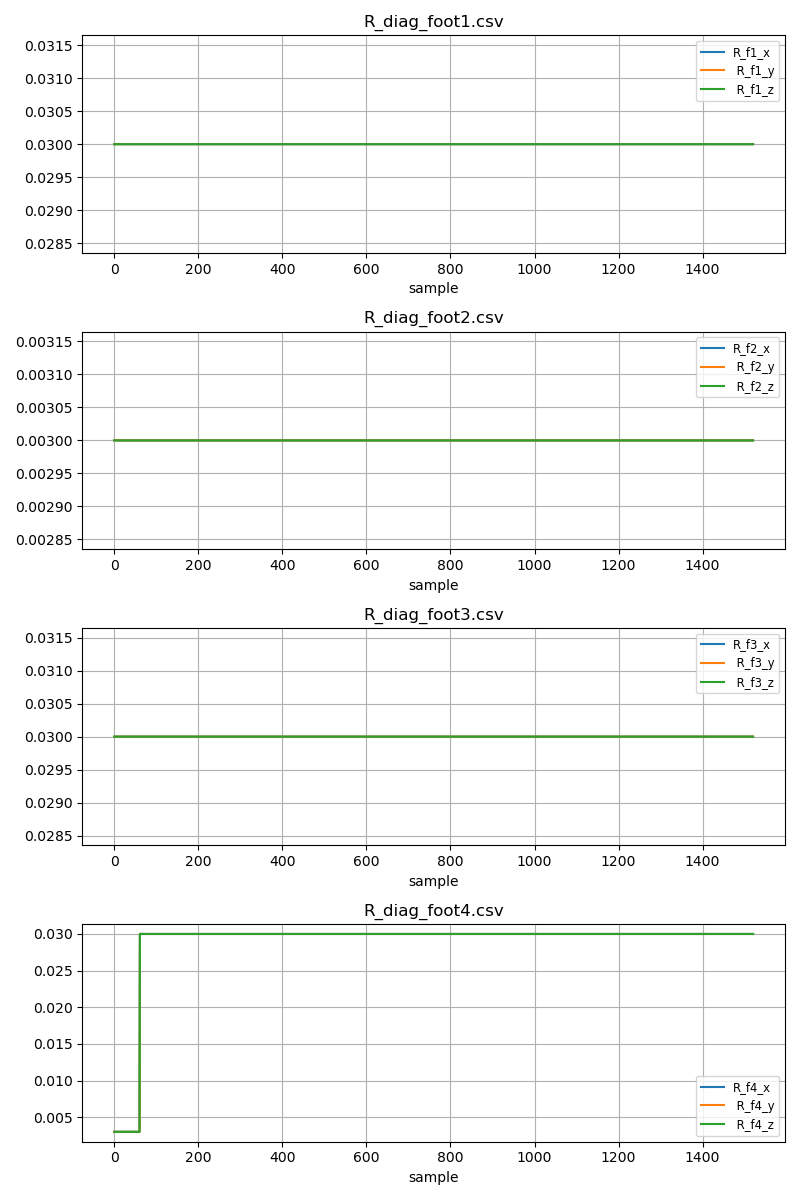 R_diag_foot1.csv
0.0315
0.0310
0.0305
0.0300
0.0295
0.0290
0.0285
R_f1_x
R_f1_y
R_f1_z
0 200 400 600 800 1000 1200 1400
sample
R_diag_foot2.csv
0.00315
0.00310
0.00305
0.00300
0.00295
0.00290
0.00285
R_f2_x
R_f2_y
R_f2_z
0 200 400 600 800 1000 1200 1400
sample
R_diag_foot3.csv
0.0315
0.0310
0.0305
0.0300
0.0295
0.0290
0.0285
R_f3_x
R_f3_y
R_f3_z
0 200 400 600 800 1000 1200 1400
sample
R_diag_foot4.csv
0.030
0.025
0.020
0.015
0.010
0.005
R_f4_x
R_f4_y
R_f4_z
0 200 400 600 800 1000 1200 1400
sample